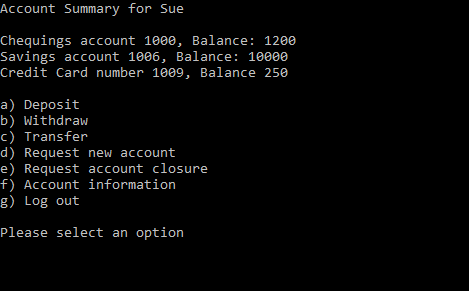 Account Summary for Sue
Chequings account 1000, Balance: 1200
Savings account 1006, Balance: 10000
Credit Card number 1009, Balance 250
a) Deposit
b) Withdraw
c) Transfer
d) Request new account
e) Request account closure
f) Account information
g) Log out
Please select an option